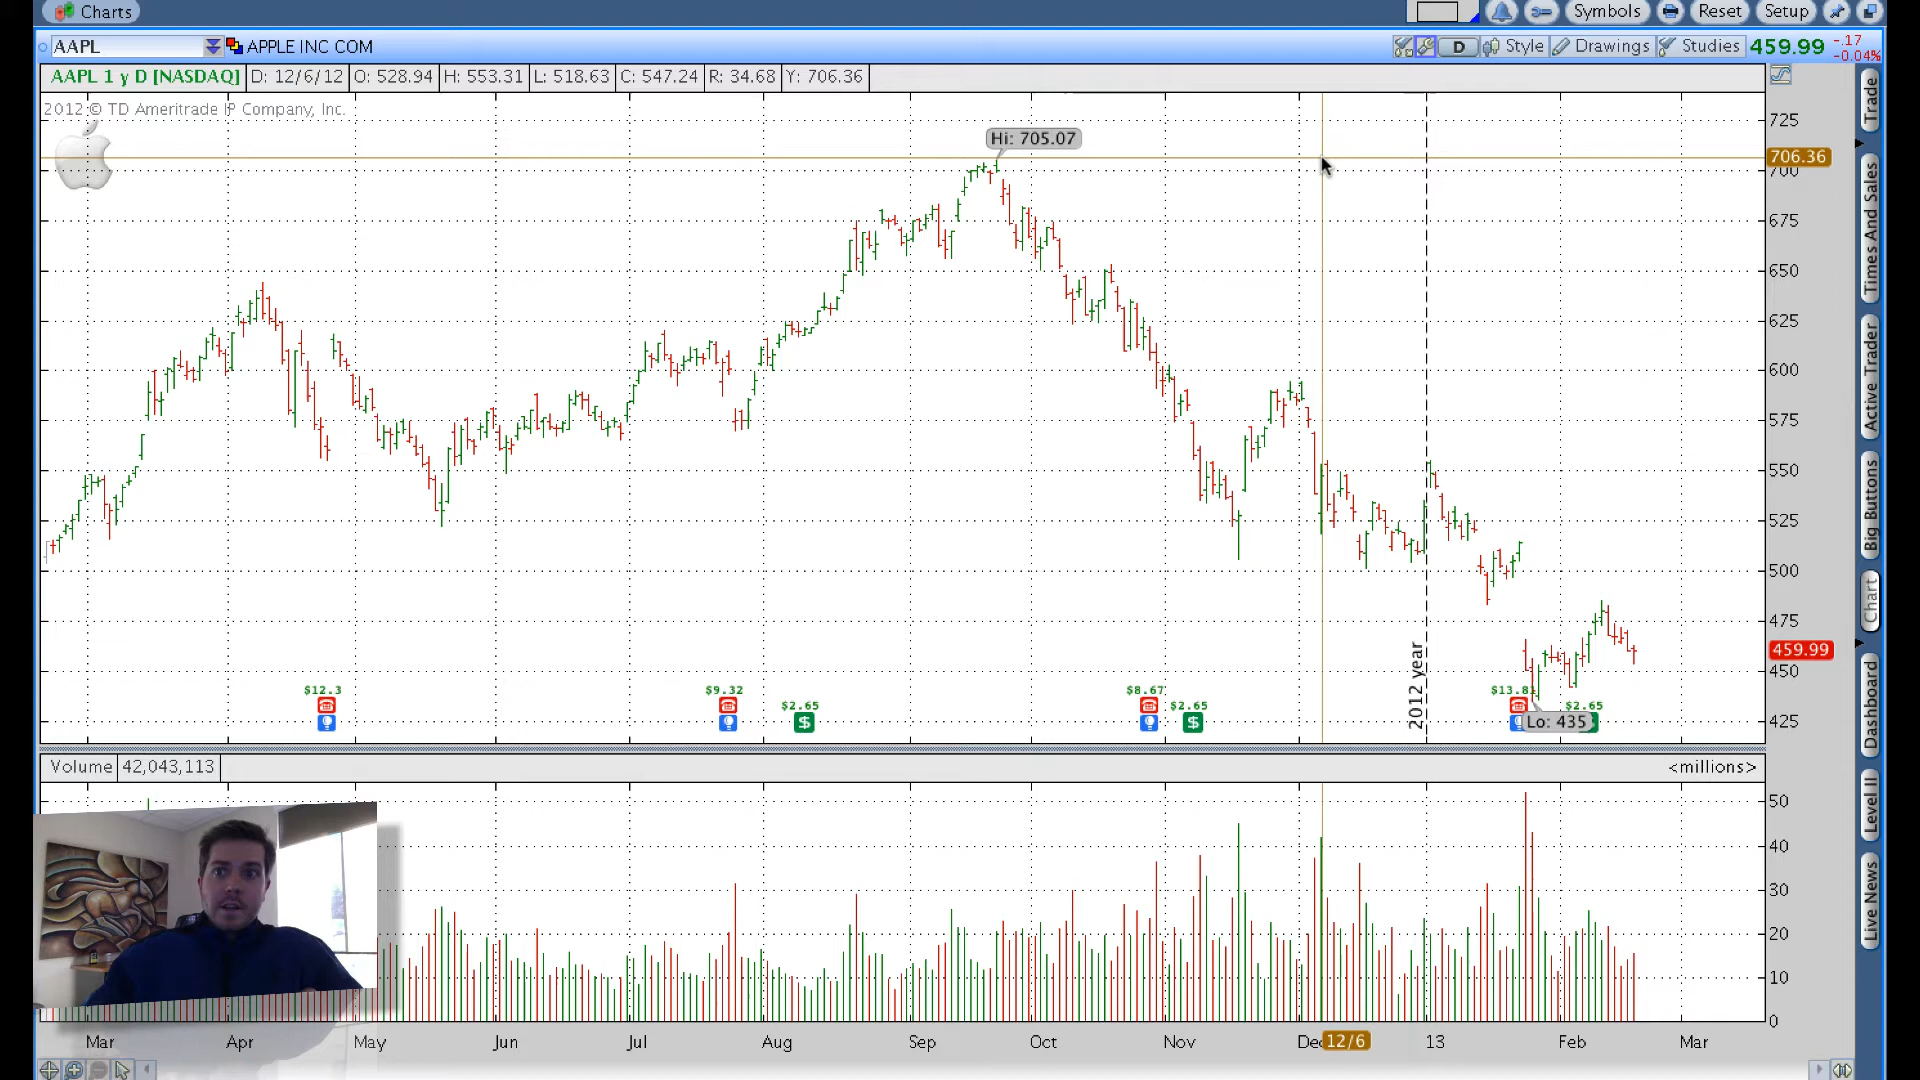 Charts
Symbols
Reset
Setup
AAPL
APPLE INC COM
D
Style
Drawings
Studies
459.99
-.17
-0.04%
AAPL 1 y D [NASDAQ]
D: 12/6/12
O: 528.94
H: 553.31
L: 518.63
C: 547.24
R: 34.68
Y: 706.36
2012 © TD Ameritrade IP Company, Inc.
Hi: 705.07
725
706.36
700
675
650
625
600
575
550
525
500
475
459.99
450
425
2012 year
$12.3
$9.32
$2.65
$
$8.67
$2.65
$
$13.81
$2.65
Lo: 435
Volume
42,043,113
<millions>
50
40
30
20
10
0
Mar
Apr
May
Jun
Jul
Aug
Sep
Oct
Nov
12/6
13
Feb
Mar
Trade
Times And Sales
Active Trader
Big Buttons
Chart
Dashboard
Level II
Live News